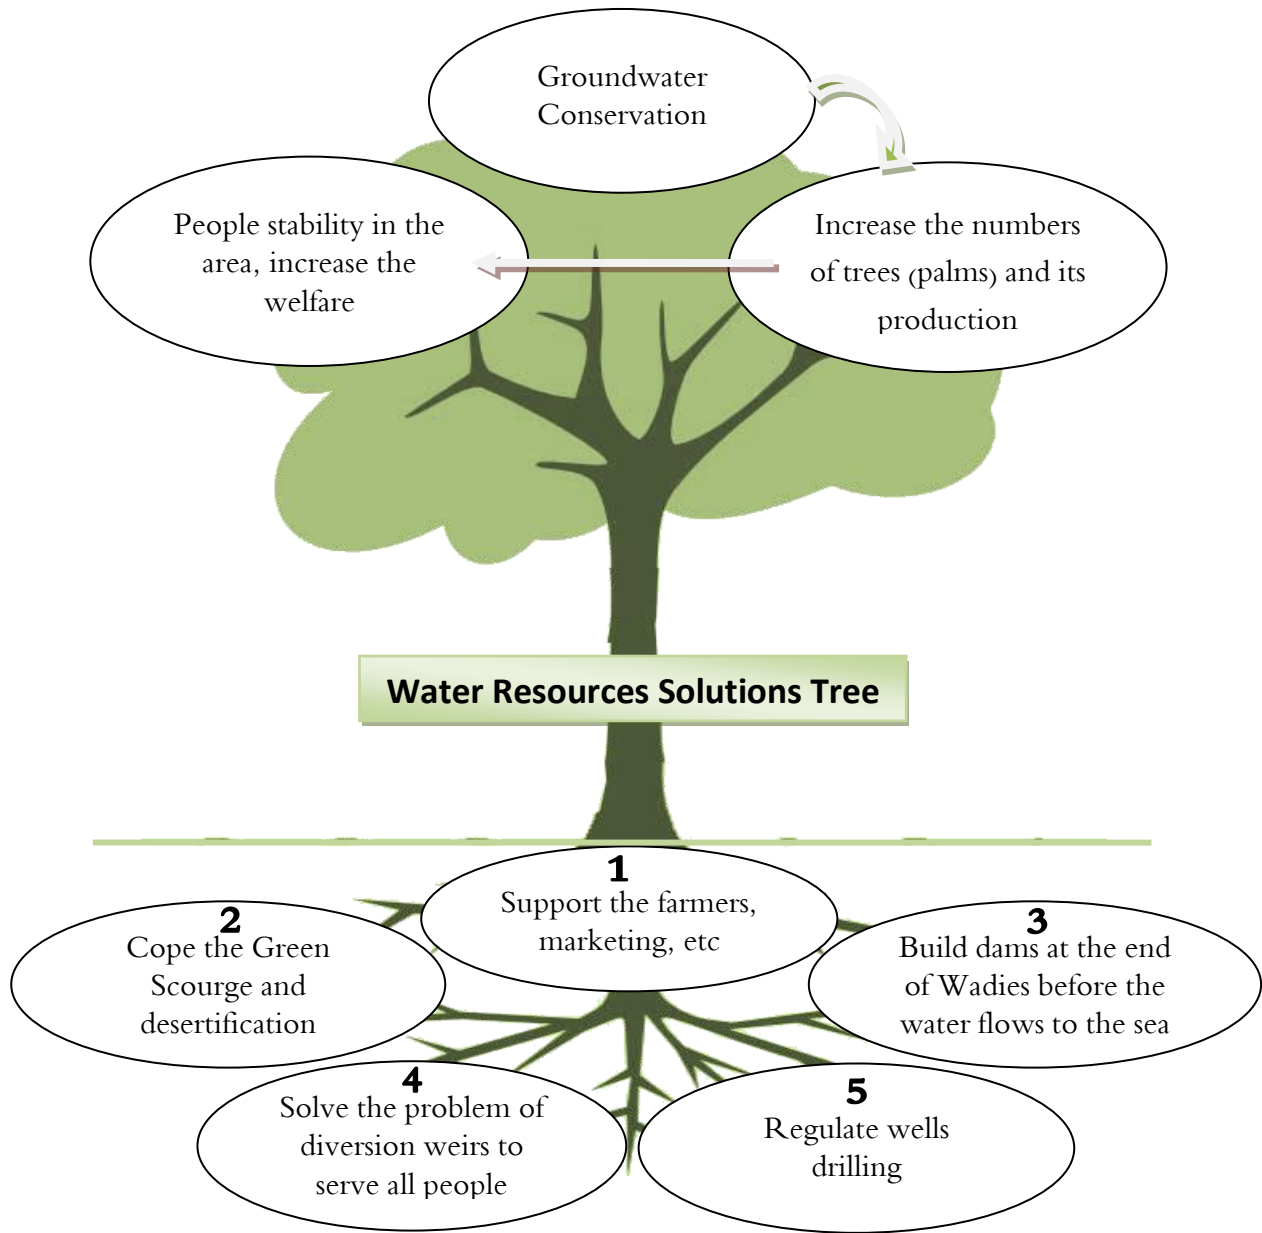 Groundwater
Conservation
People stability in the
area, increase the
welfare
Increase the numbers
of trees (palms) and its
production
Water Resources Solutions Tree
1
Support the farmers,
marketing, etc
2
Cope the Green
Scourge and
desertification
3
Build dams at the end
of Wadies before the
water flows to the sea
4
Solve the problem of
diversion weirs to
serve all people
5
Regulate wells
drilling